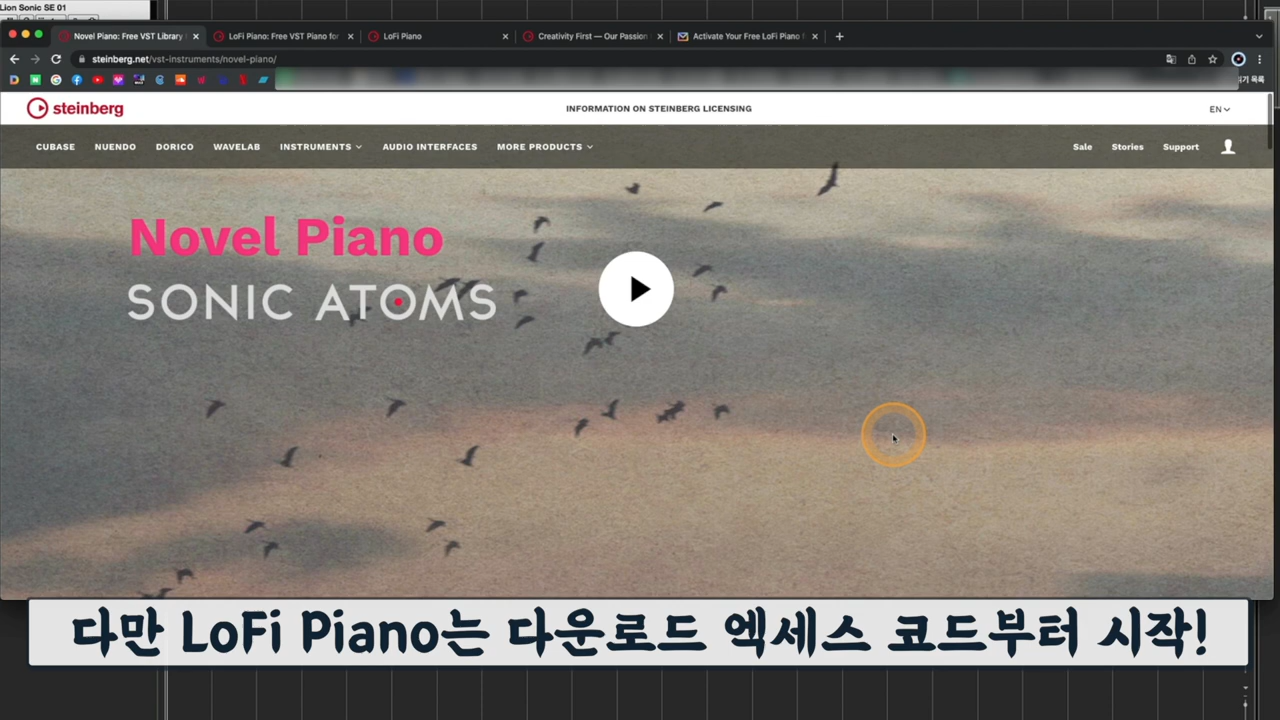 Lion Sonic SE 01
Novel Piano: Free VST Library
LoFi Piano: Free VST Piano for
LoFi Piano
Creativity First — Our Passion
Activate Your Free LoFi Piano
steinberg.net/vst-instruments/novel-piano/
steinberg
INFORMATION ON STEINBERG LICENSING
EN
CUBASE NUENDO DORICO WAVELAB INSTRUMENTS AUDIO INTERFACES MORE PRODUCTS Sale Stories Support
Novel Piano
SONIC ATOMS
다만 LoFi Piano는 다운로드 엑세스 코드부터 시작!